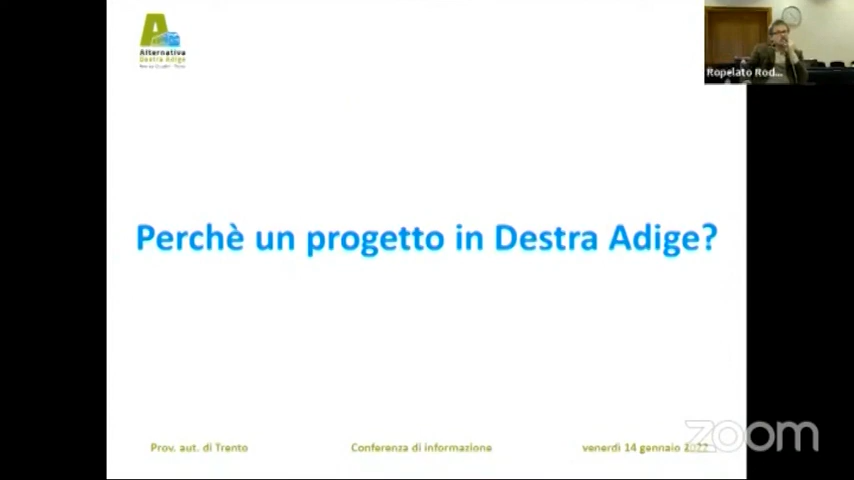 A
Alternativa
Destra Adige
Ropelato Rod...
Perchè un progetto in Destra Adige?
Prov. aut. di Trento
Conferenza di informazione
venerdì 14 gennaio 2022
zoom